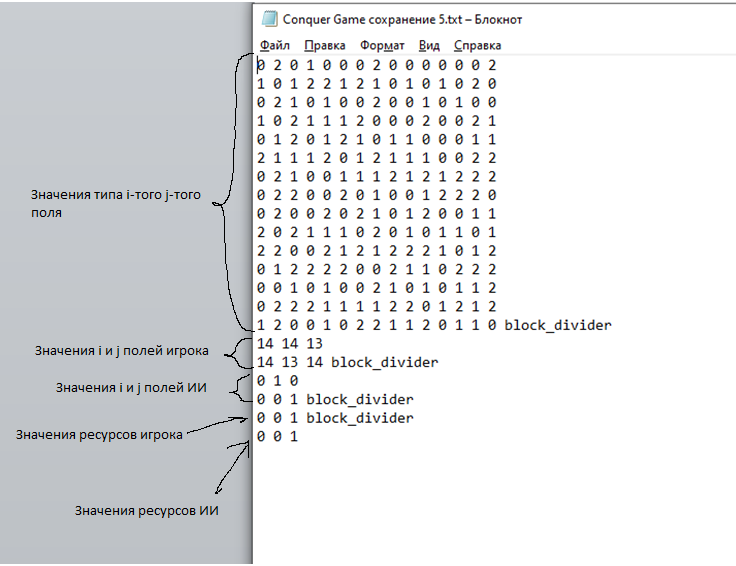 Conquer Game сохранение 5.txt – Блокнот
Файл Правка Формат Вид Справка
0 2 0 1 0 0 0 2 0 0 0 0 0 0 2
1 0 1 2 2 1 2 1 0 1 0 1 0 2 0
0 2 1 0 1 0 0 2 0 0 1 0 1 0 0
1 0 2 1 1 1 2 0 0 0 2 0 0 2 1
0 1 2 0 1 2 1 0 1 1 0 0 0 1 1
2 1 1 1 2 0 1 2 1 1 1 0 0 2 2
0 2 1 0 0 1 1 1 2 1 2 1 2 2 2
0 2 2 0 0 2 0 1 0 0 1 2 2 2 0
0 2 0 0 2 0 2 1 0 1 2 0 0 1 1
2 0 2 1 1 1 0 2 0 1 0 1 1 0 1
2 2 0 0 2 1 2 1 2 2 2 1 0 1 2
0 1 2 2 2 2 0 0 2 1 1 0 2 2 2
0 0 1 0 1 0 0 2 1 0 1 0 1 1 2
0 2 2 2 1 1 1 1 2 2 0 1 2 1 2
1 2 0 0 1 0 2 2 1 1 2 0 1 1 0 block_divider
14 14 13
14 13 14 block_divider
0 1 0
0 0 1 block_divider
0 0 1 block_divider
0 0 1
Значения типа i-того j-того
поля
Значения i и j полей игрока
Значения i и j полей ИИ
Значения ресурсов игрока
Значения ресурсов ИИ